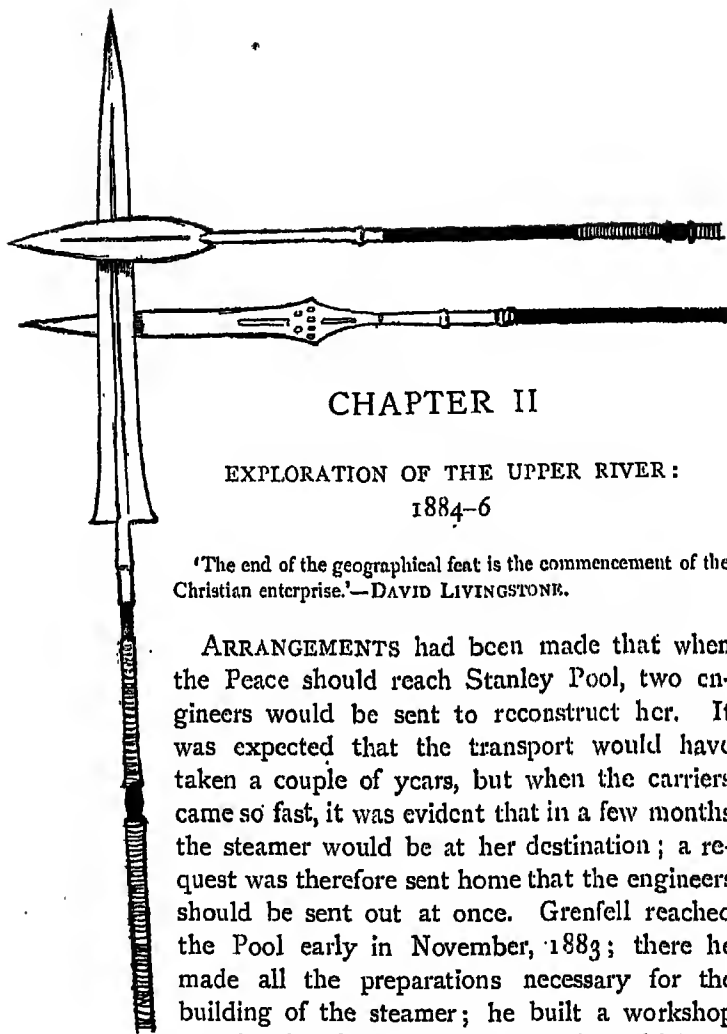 CHAPTER II
EXPLORATION OF THE UPPER RIVER:
1884–6
'The end of the geographical feat is the commencement of the
Christian enterprise.'—DAVID LIVINGSTONE.
ARRANGEMENTS had been made that when
the Peace should reach Stanley Pool, two en-
gineers would be sent to reconstruct her. It
was expected that the transport would have
taken a couple of years, but when the carriers
came so fast, it was evident that in a few months
the steamer would be at her destination; a re-
quest was therefore sent home that the engineers
should be sent out at once. Grenfell reached
the Pool early in November, 1883; there he
made all the preparations necessary for the
building of the steamer; he built a workshop